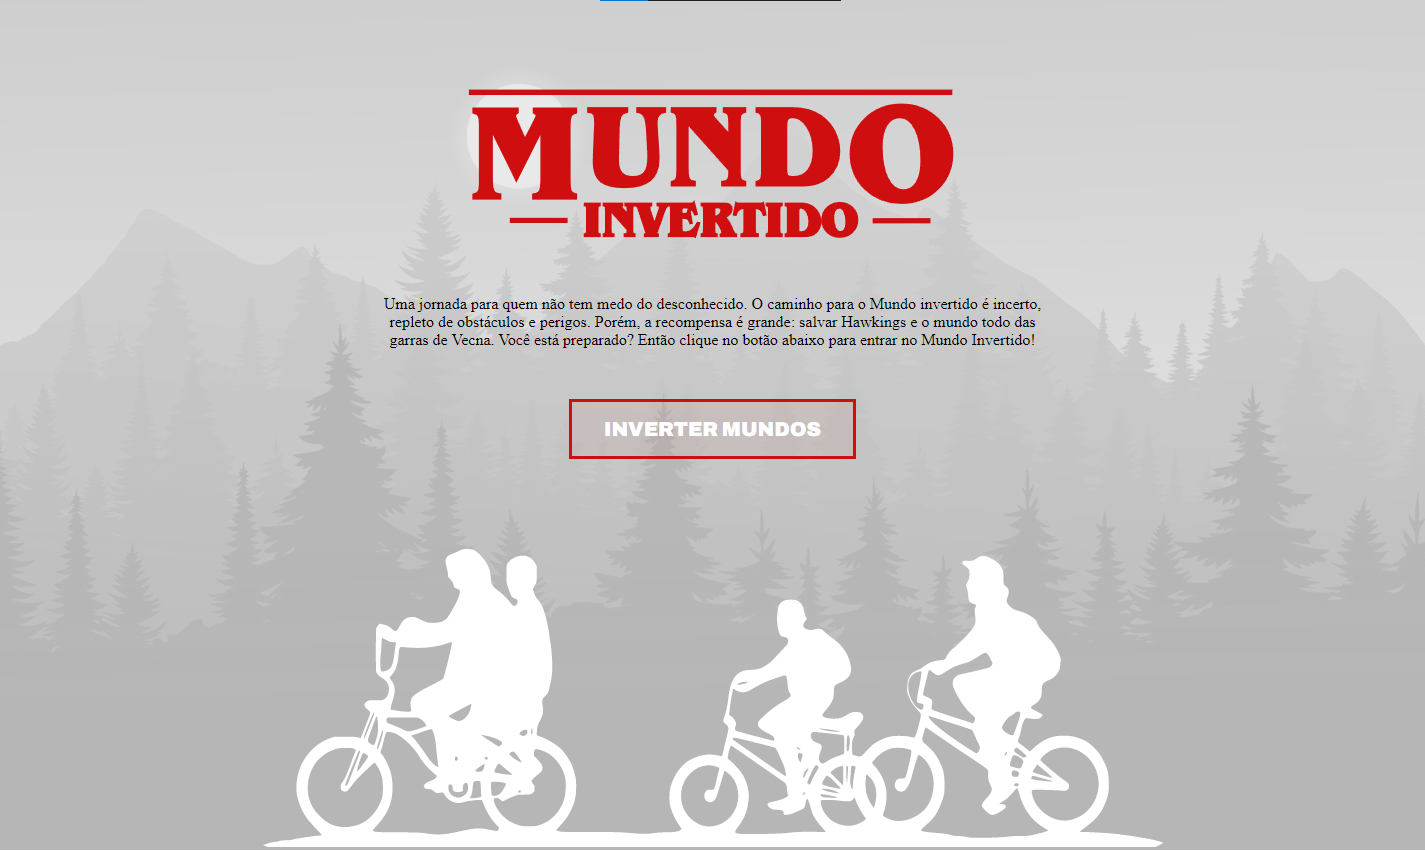 MUNDO
INVERTIDO
Uma jornada para quem não tem medo do desconhecido. O caminho para o Mundo invertido é incerto,
repleto de obstáculos e perigos. Porém, a recompensa é grande: salvar Hawkings e o mundo todo das
garras de Vecna. Você está preparado? Então clique no botão abaixo para entrar no Mundo Invertido!
INVERTER MUNDOS